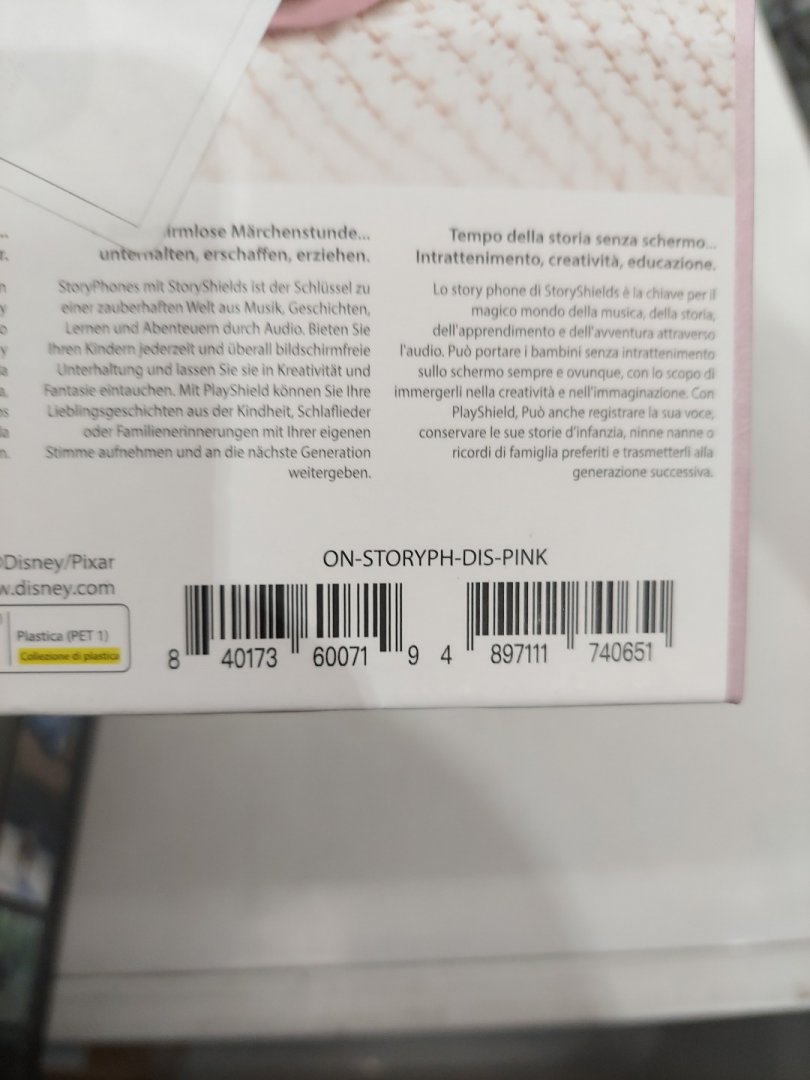 unterhalten, erschaffen, erziehen.
StoryPhones mit StoryShields ist der Schlüssel zu
einer zauberhaften Welt aus Musik, Geschichten,
Lernen und Abenteuern durch Audio. Bieten Sie
Ihren Kindern jederzeit und überall bildschirmfreie
Unterhaltung und lassen Sie sie in Kreativität und
Fantasie eintauchen. Mit PlayShield können Sie Ihre
Lieblingsgeschichten aus der Kindheit, Schlaflieder
oder Familienerinnerungen mit Ihrer eigenen
Stimme aufnehmen und an die nächste Generation
weitergeben.
Tempo della storia senza schermo...
Intrattenimento, creatività, educazione.
Lo story phone di StoryShields è la chiave per il
magico mondo della musica, della storia,
dell'apprendimento e dell'avventura attraverso
l'audio. Può portare i bambini senza intrattenimento
sullo schermo sempre e ovunque, con lo scopo di
immergerli nella creatività e nell'immaginazione. Con
PlayShield, Può anche registrare la sua voce,
conservare le sue storie d'infanzia, ninne nanne o
ricordi di famiglia preferiti e trasmetterli alla
generazione successiva.
©Disney/Pixar
w.disney.com
Plastica (PET 1)
Collezione di plastica
ON-STORYPH-DIS-PINK
8 40173 60071 9
4 897111 740651